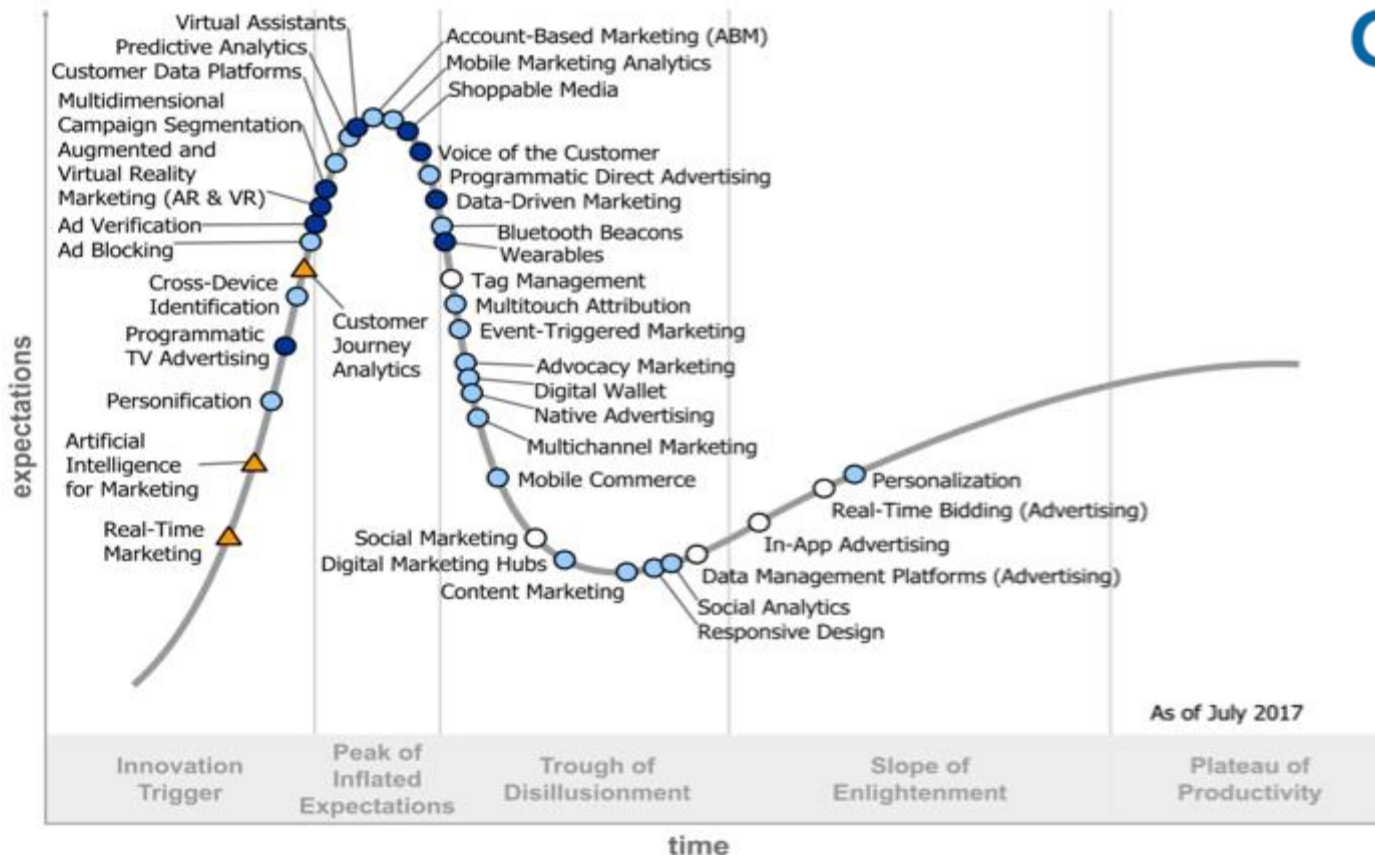 Virtual Assistants
Predictive Analytics
Customer Data Platforms
Multidimensional
Campaign Segmentation
Augmented and
Virtual Reality
Marketing (AR & VR)
Ad Verification
Ad Blocking
Cross-Device
Identification
Programmatic
TV Advertising
Personification
Artificial
Intelligence
for Marketing
Real-Time
Marketing
Customer
Journey
Analytics
Account-Based Marketing (ABM)
Mobile Marketing Analytics
Shoppable Media
Voice of the Customer
Programmatic Direct Advertising
Data-Driven Marketing
Bluetooth Beacons
Wearables
Tag Management
Multitouch Attribution
Event-Triggered Marketing
Advocacy Marketing
Digital Wallet
Native Advertising
Multichannel Marketing
Mobile Commerce
Social Marketing
Digital Marketing Hubs
Content Marketing
Personalization
Real-Time Bidding (Advertising)
In-App Advertising
Data Management Platforms (Advertising)
Social Analytics
Responsive Design
expectations
As of July 2017
Innovation
Trigger
Peak of
Inflated
Expectations
Trough of
Disillusionment
Slope of
Enlightenment
Plateau of
Productivity
time